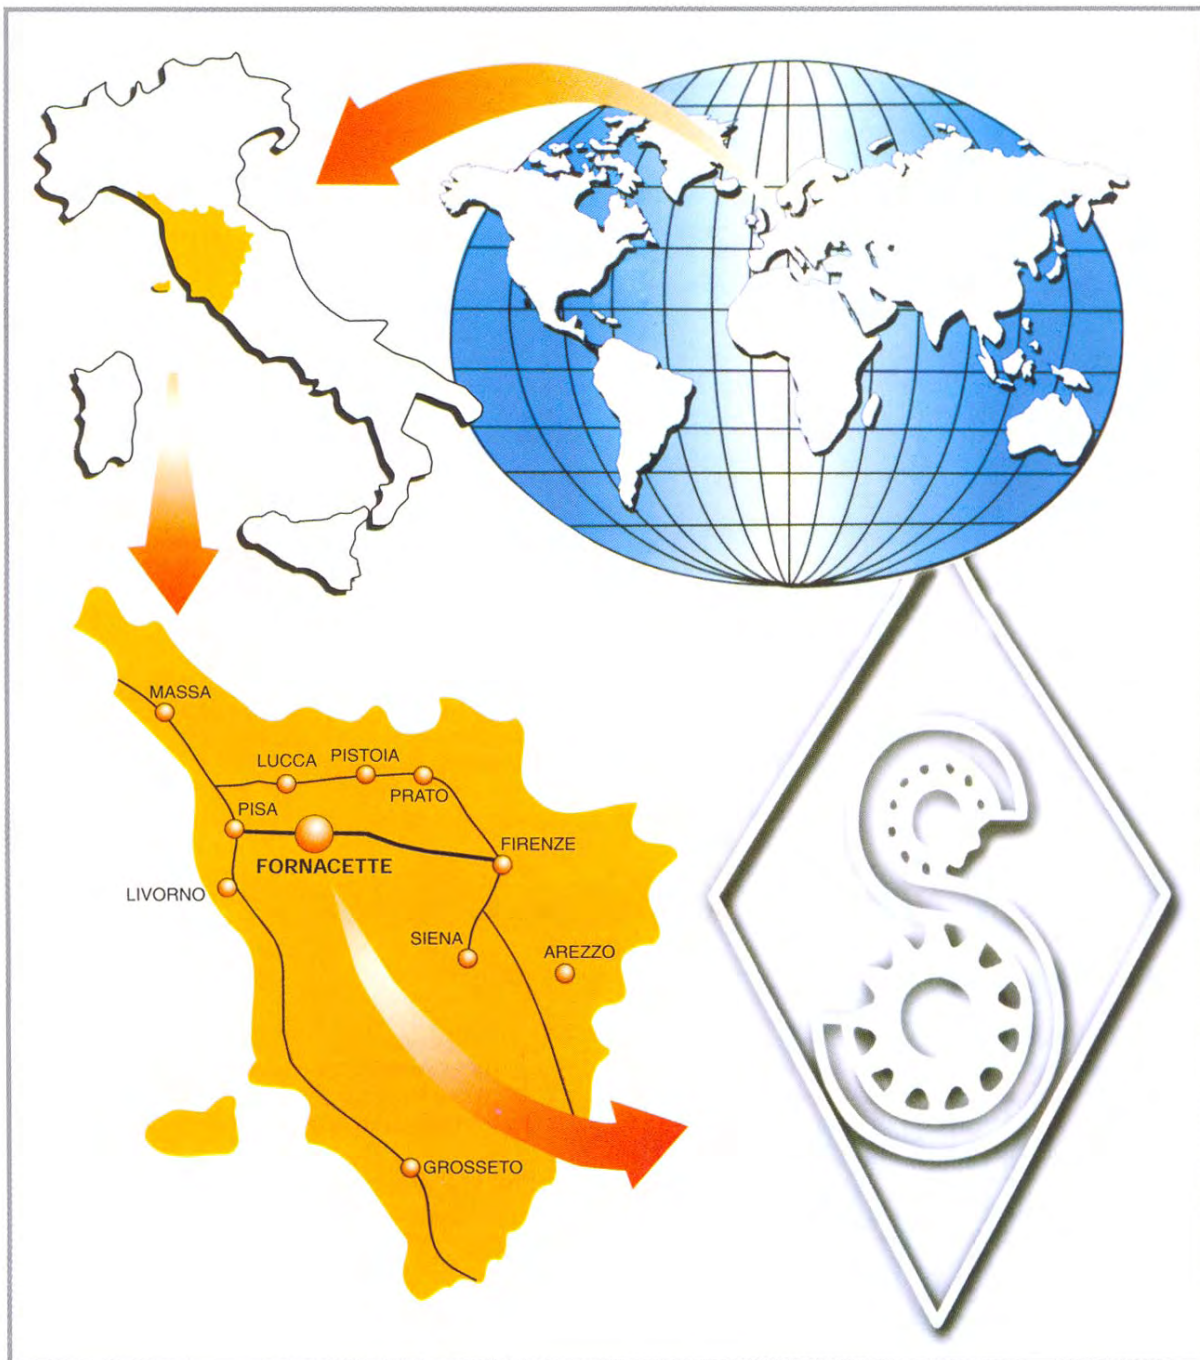 MASSA
LUCCA
PISTOIA
PRATO
PISA
FORNACETTE
FIRENZE
LIVORNO
SIENA
AREZZO
GROSSETO